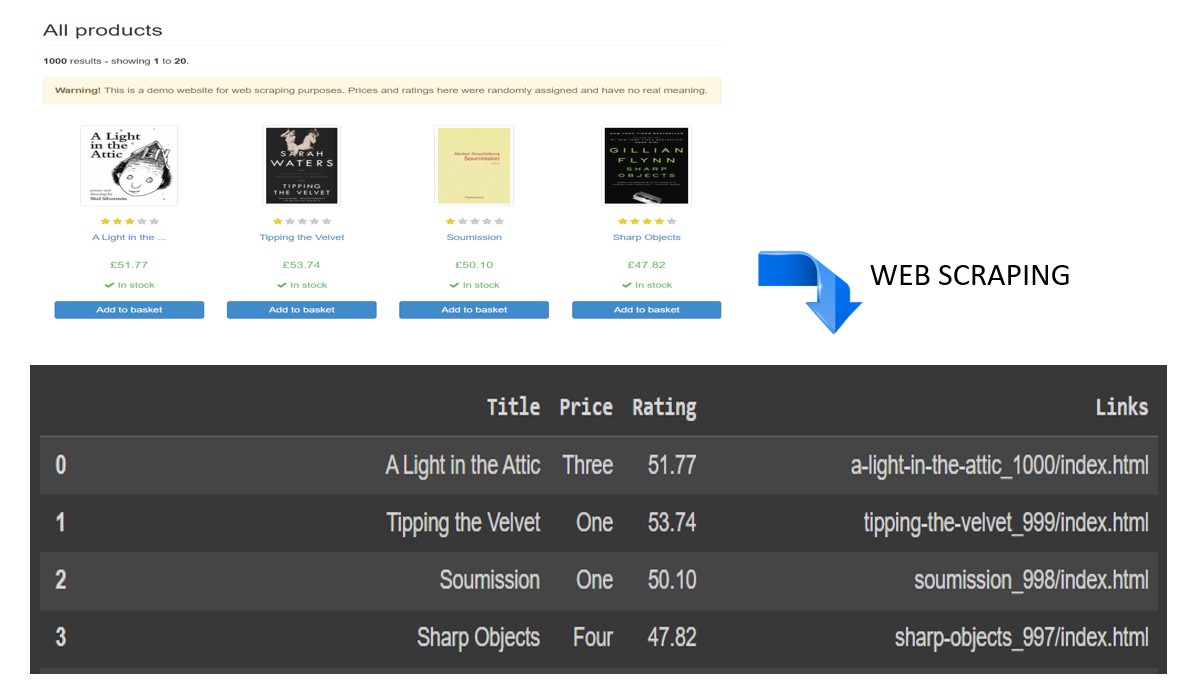 All products
1000 results - showing 1 to 20.
Warning! This is a demo website for web scraping purposes. Prices and ratings here were randomly assigned and have no real meaning.
A Light
in the
Attic
poems and
drawings by
Shel Silverstein
SARAH
WATERS
TIPPING
THE VELVET
Michel Houellebecq
Soumission
GILLIAN
FLYNN
SHARP
OBJECTS
A Light in the ...
Tipping the Velvet
Soumission
Sharp Objects
£51.77
£53.74
£50.10
£47.82
In stock
In stock
In stock
In stock
Add to basket
Add to basket
Add to basket
Add to basket
WEB SCRAPING
Title Price Rating Links
0 A Light in the Attic Three 51.77 a-light-in-the-attic_1000/index.html
1 Tipping the Velvet One 53.74 tipping-the-velvet_999/index.html
2 Soumission One 50.10 soumission_998/index.html
3 Sharp Objects Four 47.82 sharp-objects_997/index.html